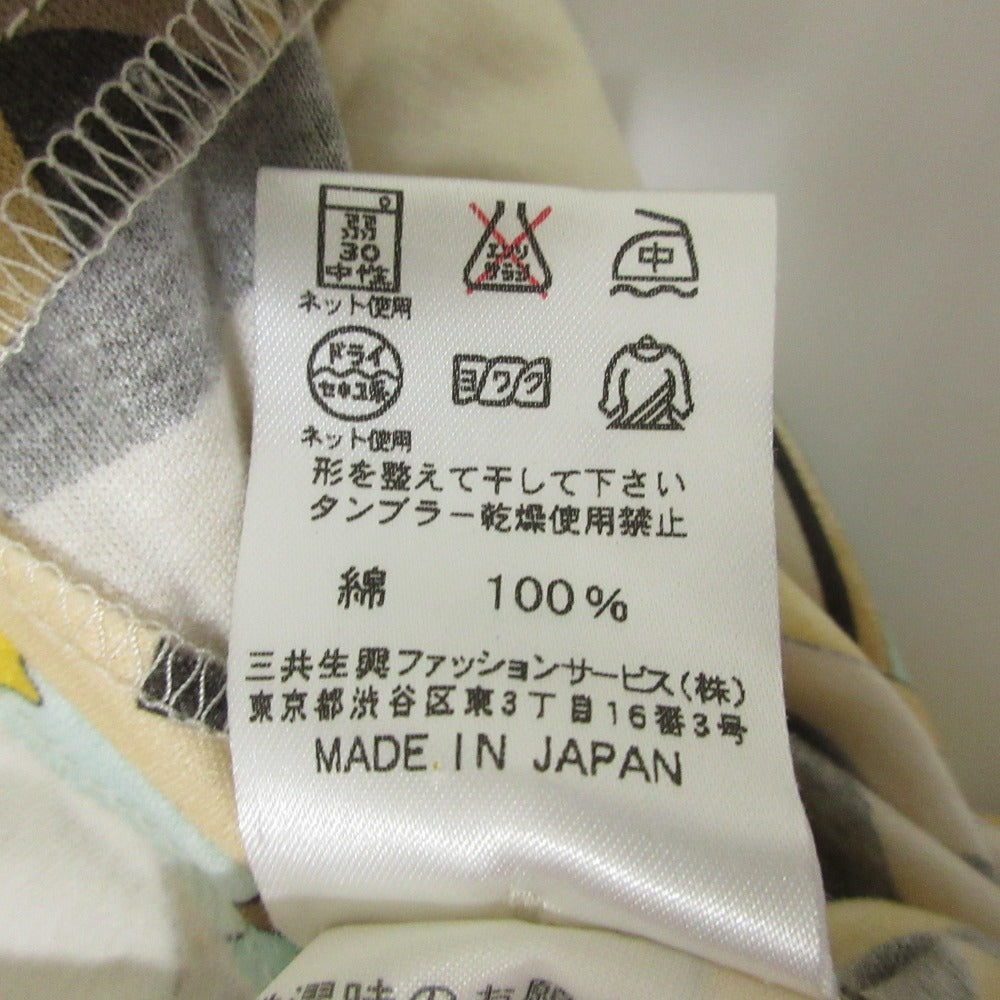 弱
30
中性
エンソ
サラシ
中
ネット使用
ドライ
セキユ系
ヨワク
ネット使用
形を整えて干して下さい
タンブラー乾燥使用禁止
綿 100%
三共生興ファッションサービス(株)
東京都渋谷区東3丁目16番3号
MADE IN JAPAN